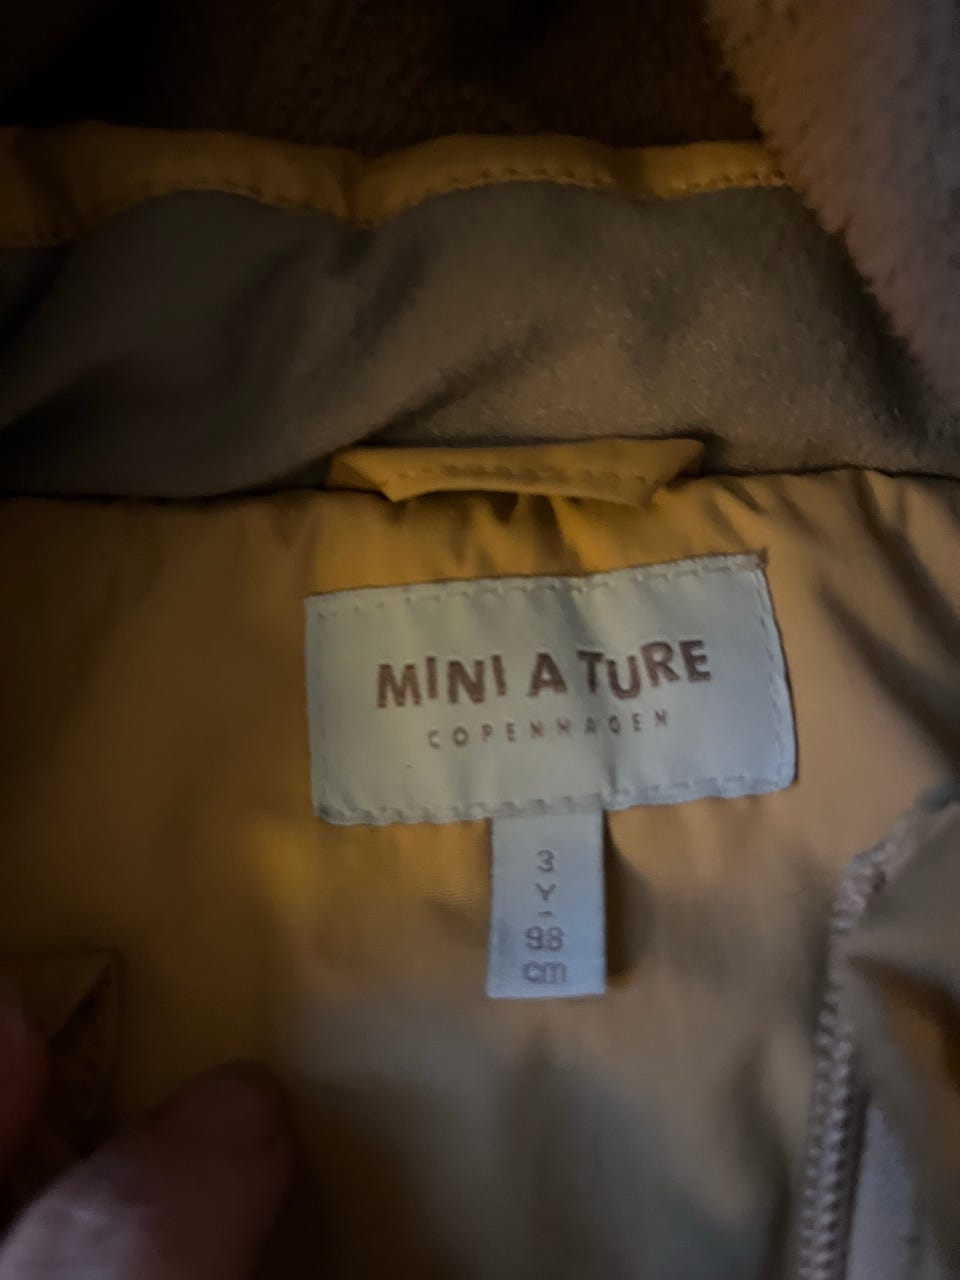 MINI A TURE
COPENHAGEN
3
Y
-
98
cm